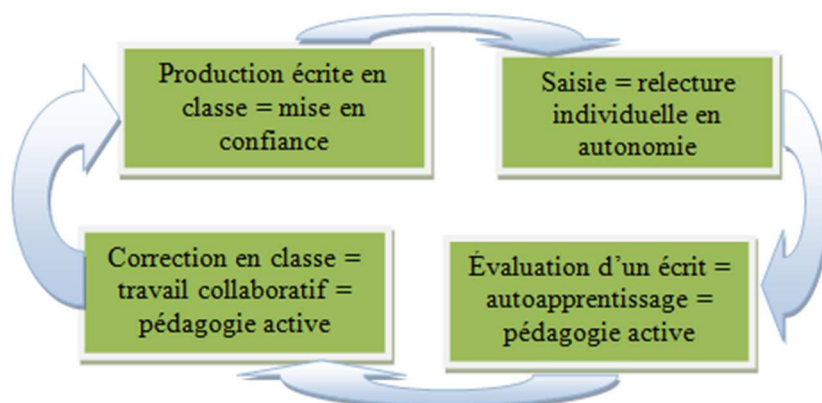 Production écrite en
classe = mise en
confiance
Saisie = relecture
individuelle en
autonomie
Évaluation d’un écrit =
autoapprentissage =
pédagogie active
Correction en classe =
travail collaboratif =
pédagogie active